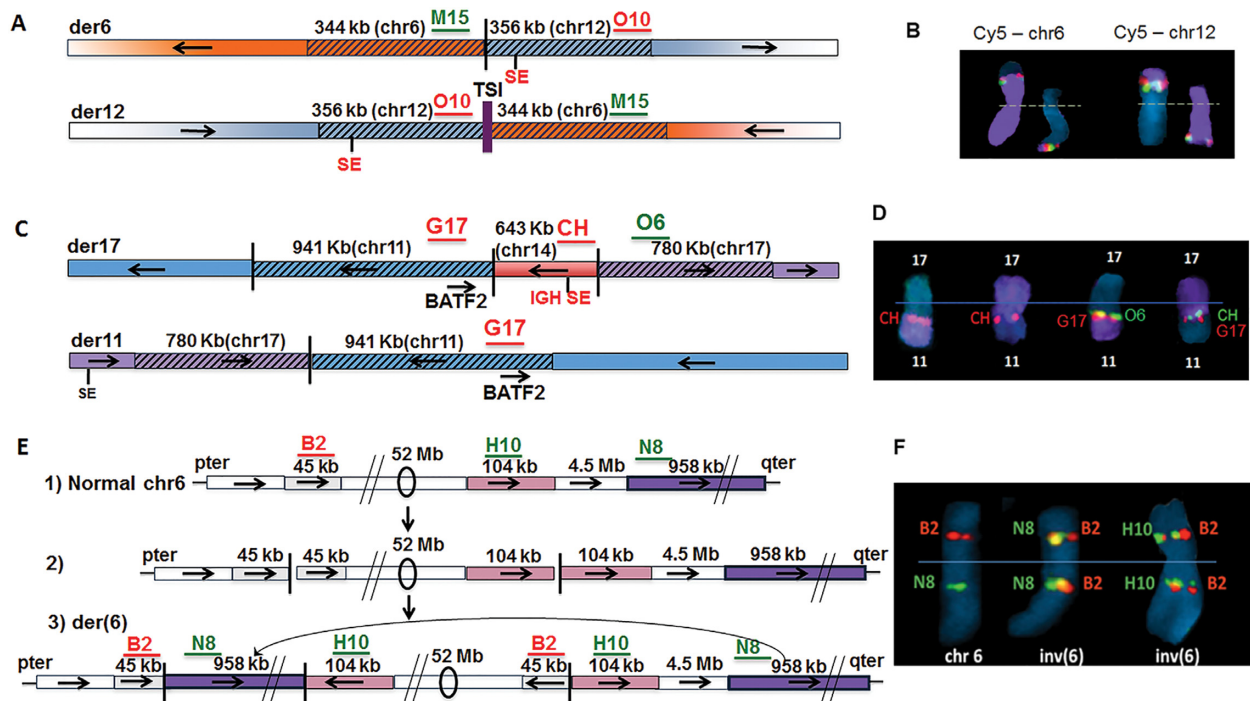 A
der6
344 kb (chr6) M15 356 kb (chr12) O10
SE
TSI
der12
356 kb (chr12) O10 344 kb (chr6) M15
SE
B
Cy5 – chr6 Cy5 – chr12
C
der17
941 Kb(chr11) G17 643 Kb (chr14) CH O6 780 Kb(chr17)
BATF2 IGH SE
der11
780 Kb(chr17) 941 Kb(chr11) G17
SE
BATF2
D
17 17 17 17
CH CH G17 O6 CH
G17
11 11 11 11
E
B2 52 Mb H10 N8
pter 45 kb 104 kb 4.5 Mb 958 kb qter
1) Normal chr6
52 Mb
pter 45 kb 45 kb 104 kb 104 kb 4.5 Mb 958 kb qter
2)
3) der(6)
B2 N8 H10 52 Mb B2 H10 N8
pter 45 kb 958 kb 104 kb 45 kb 104 kb 4.5 Mb 958 kb qter
F
B2 N8 B2 H10 B2
N8 N8 B2 H10 B2
chr 6 inv(6) inv(6)